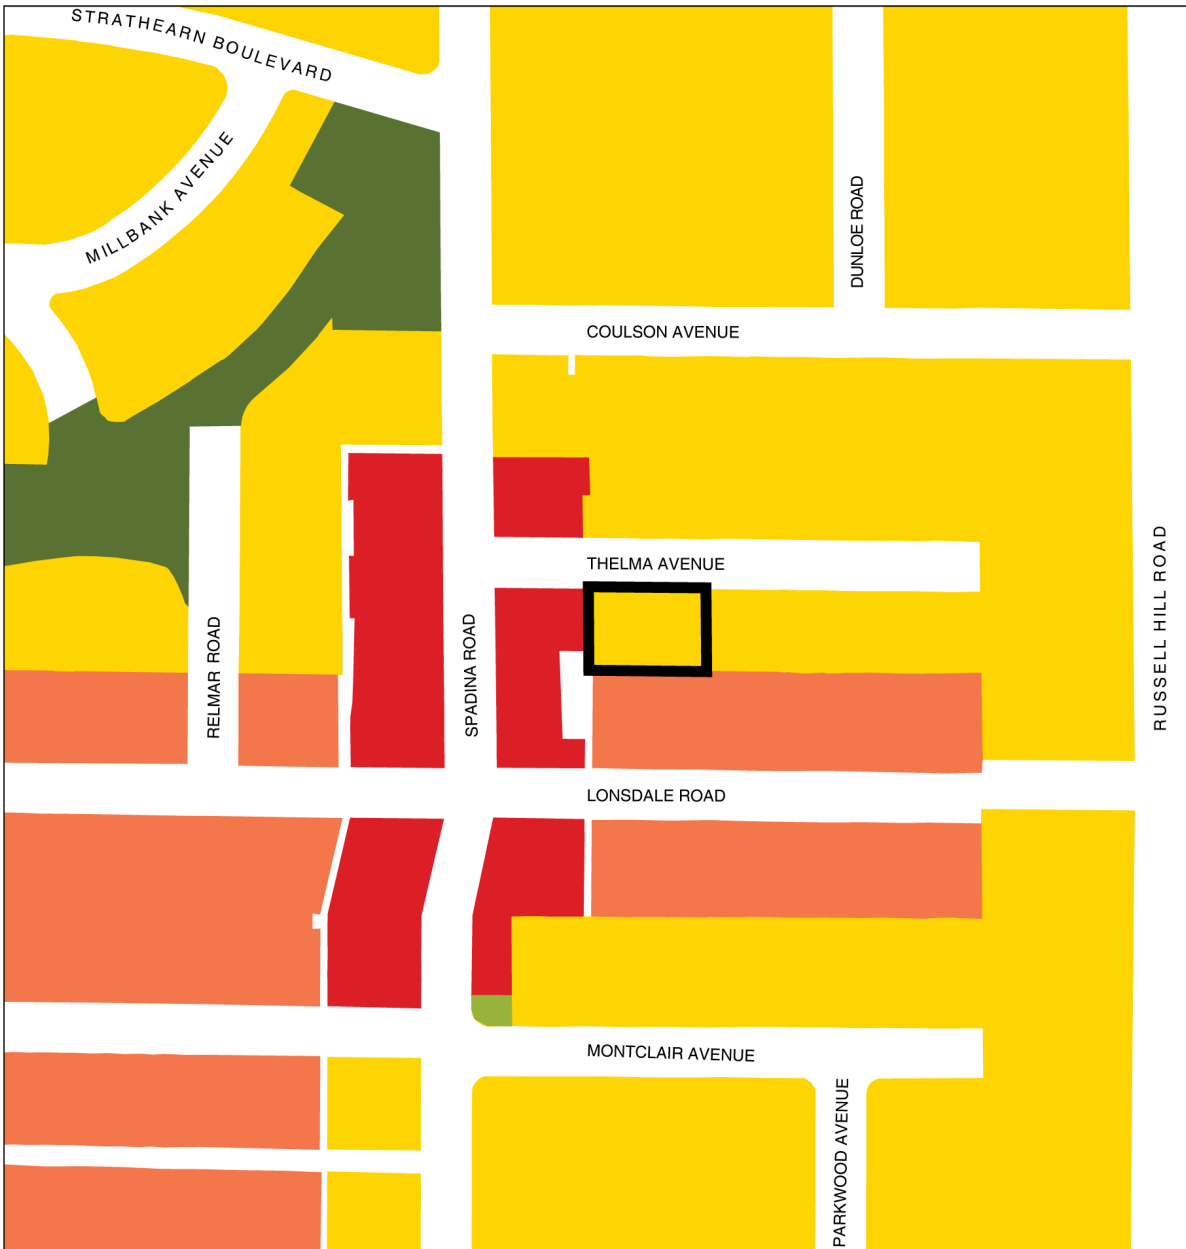 STRATHEARN BOULEVARD
MILLBANK AVENUE
DUNLOE ROAD
COULSON AVENUE
THELMA AVENUE
RUSSELL HILL ROAD
RELMAR ROAD
SPADINA ROAD
LONSDALE ROAD
MONTCLAIR AVENUE
PARKWOOD AVENUE